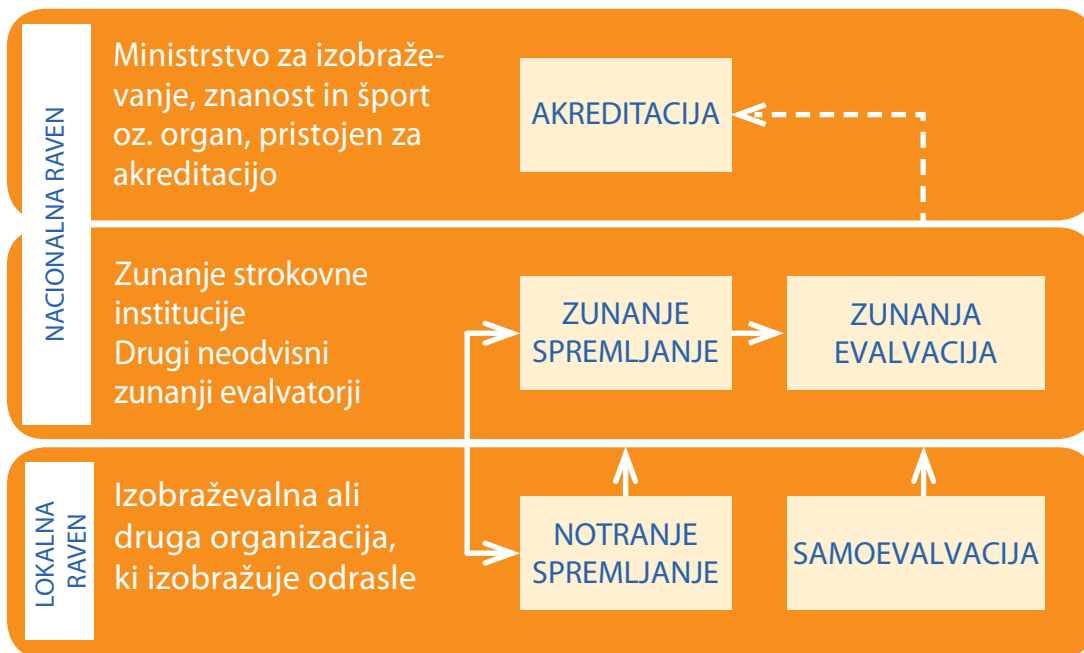 NACIONALNA RAVEN
Ministrstvo za izobraže-
vanje, znanost in šport
oz. organ, pristojen za
akreditacijo
AKREDITACIJA
Zunanje strokovne
institucije
Drugi neodvisni
zunanji evalvatorji
ZUNANJE
SPREMLJANJE
ZUNANJA
EVALVACIJA
LOKALNA
RAVEN
Izobraževalna ali
druga organizacija,
ki izobražuje odrasle
NOTRANJE
SPREMLJANJE
SAMOEVALVACIJA